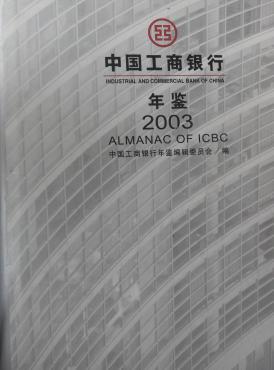 中国工商银行
INDUSTRIAL AND COMMERCIAL BANK OF CHINA
年鉴
2003
ALMANAC OF ICBC
中国工商银行年鉴编辑委员会／编